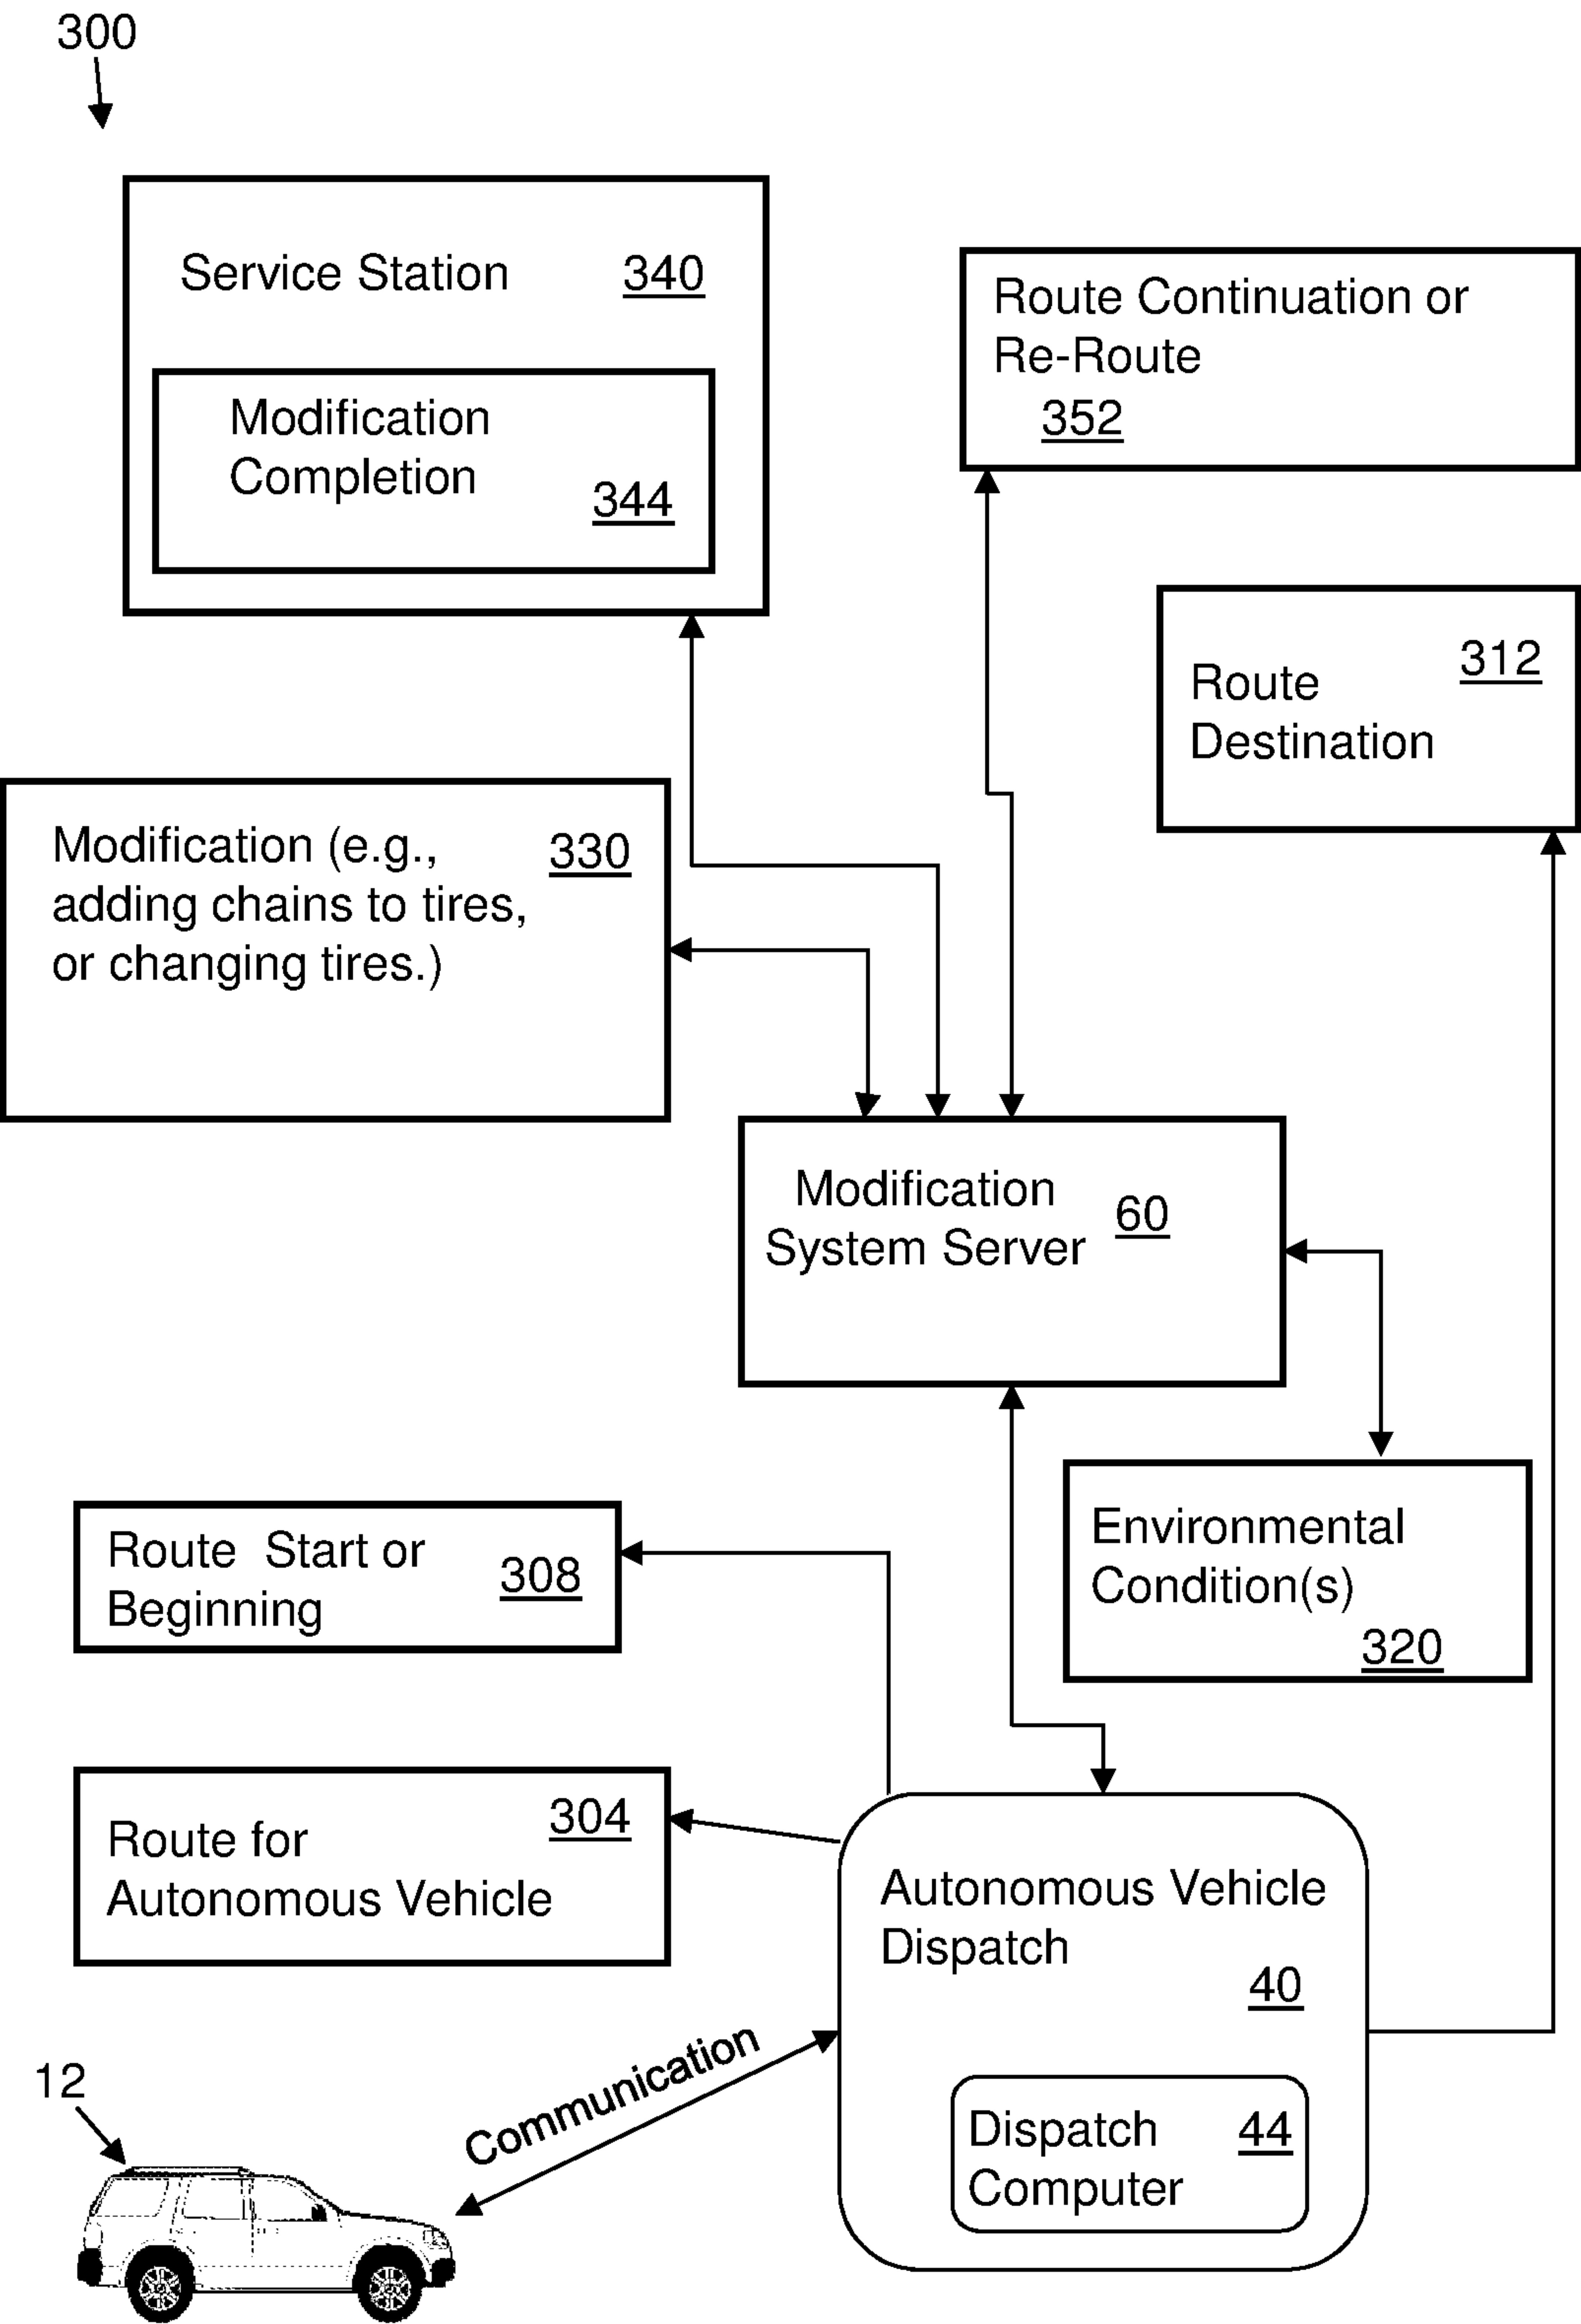 300
Service Station 340
Modification
Completion
344
Route Continuation or
Re-Route
352
312
Route
Destination
Modification (e.g., 330
adding chains to tires,
or changing tires.)
Modification
System Server 60
Environmental
Condition(s)
320
Route Start or
Beginning 308
Route for 304
Autonomous Vehicle
Autonomous Vehicle
Dispatch
40
Dispatch 44
Computer
Communication
12